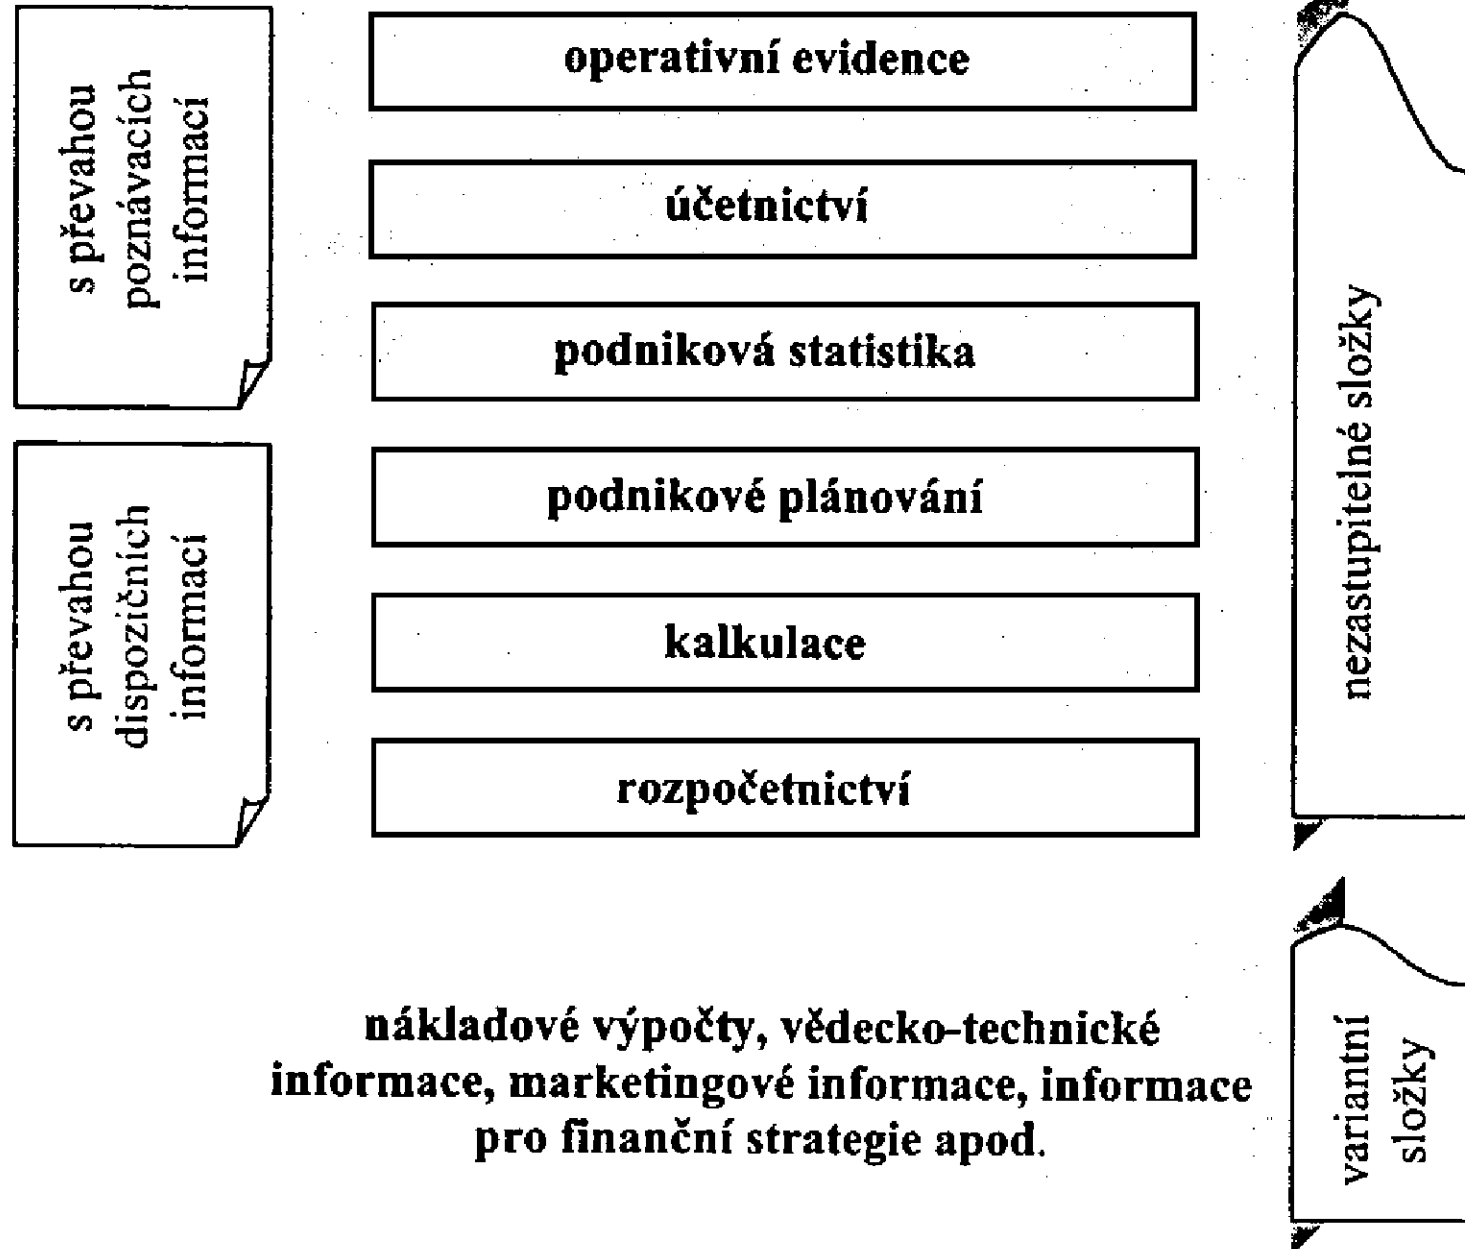 s převahou
poznávacích
informací
operativní evidence
účetnictví
podniková statistika
s převahou
dispozičních
informací
podnikové plánování
kalkulace
rozpočetnictví
nezastupitelné složky
nákladové výpočty, vědecko-technické
informace, marketingové informace, informace
pro finanční strategie apod.
variantní
složky